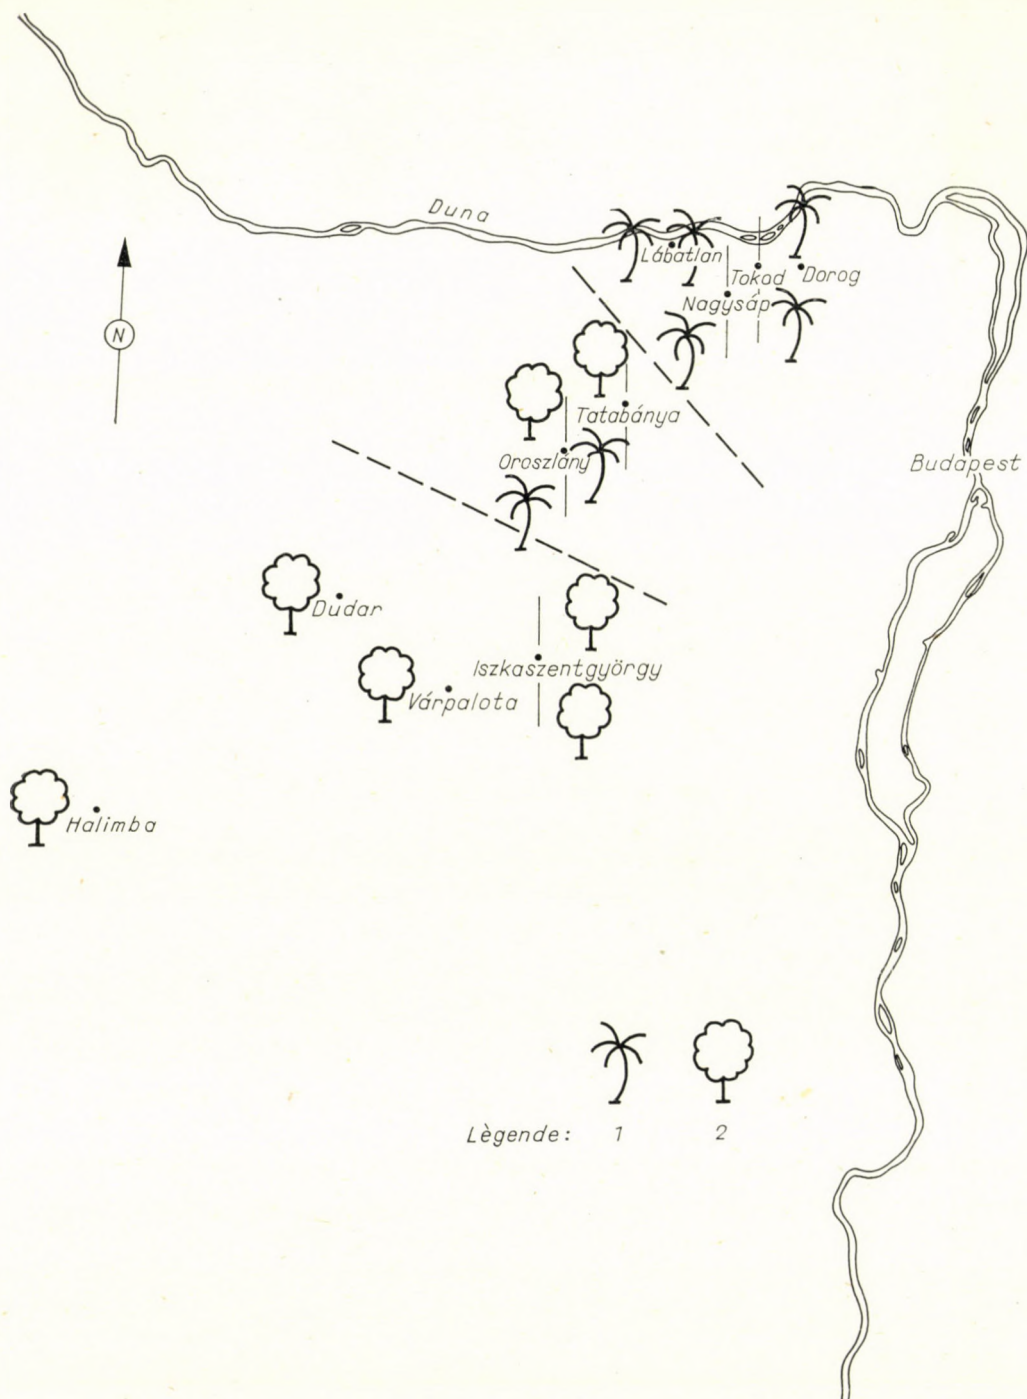 Duna
Lábatlan
Tokod
Dorog
Nagysáp
N
Tatabánya
Oroszlány
Budapest
Dudar
Iszkaszentgyörgy
Várpalota
Halimba
Lègende: 1 2